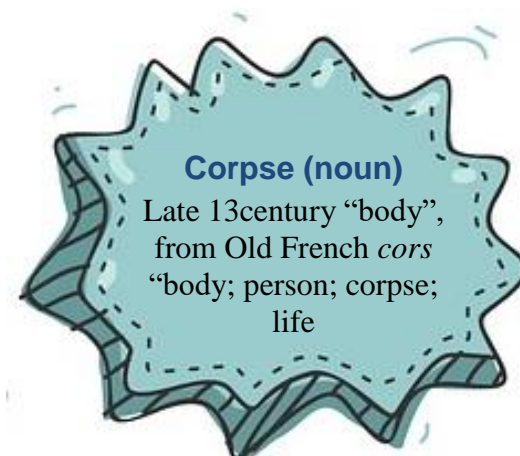 Corpse (noun)
Late 13century “body”,
from Old French cors
“body; person; corpse;
life